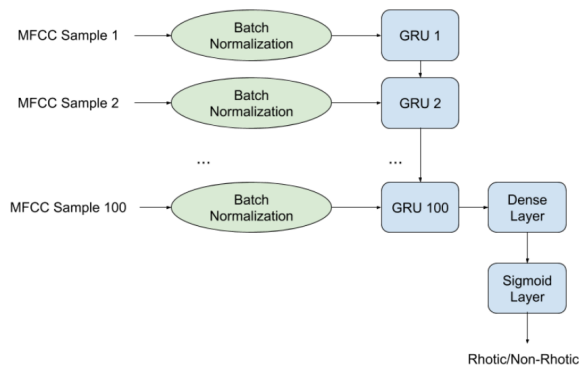 MFCC Sample 1
Batch
Normalization
GRU 1
MFCC Sample 2
Batch
Normalization
GRU 2
...
...
MFCC Sample 100
Batch
Normalization
GRU 100
Dense
Layer
Sigmoid
Layer
Rhotic/Non-Rhotic